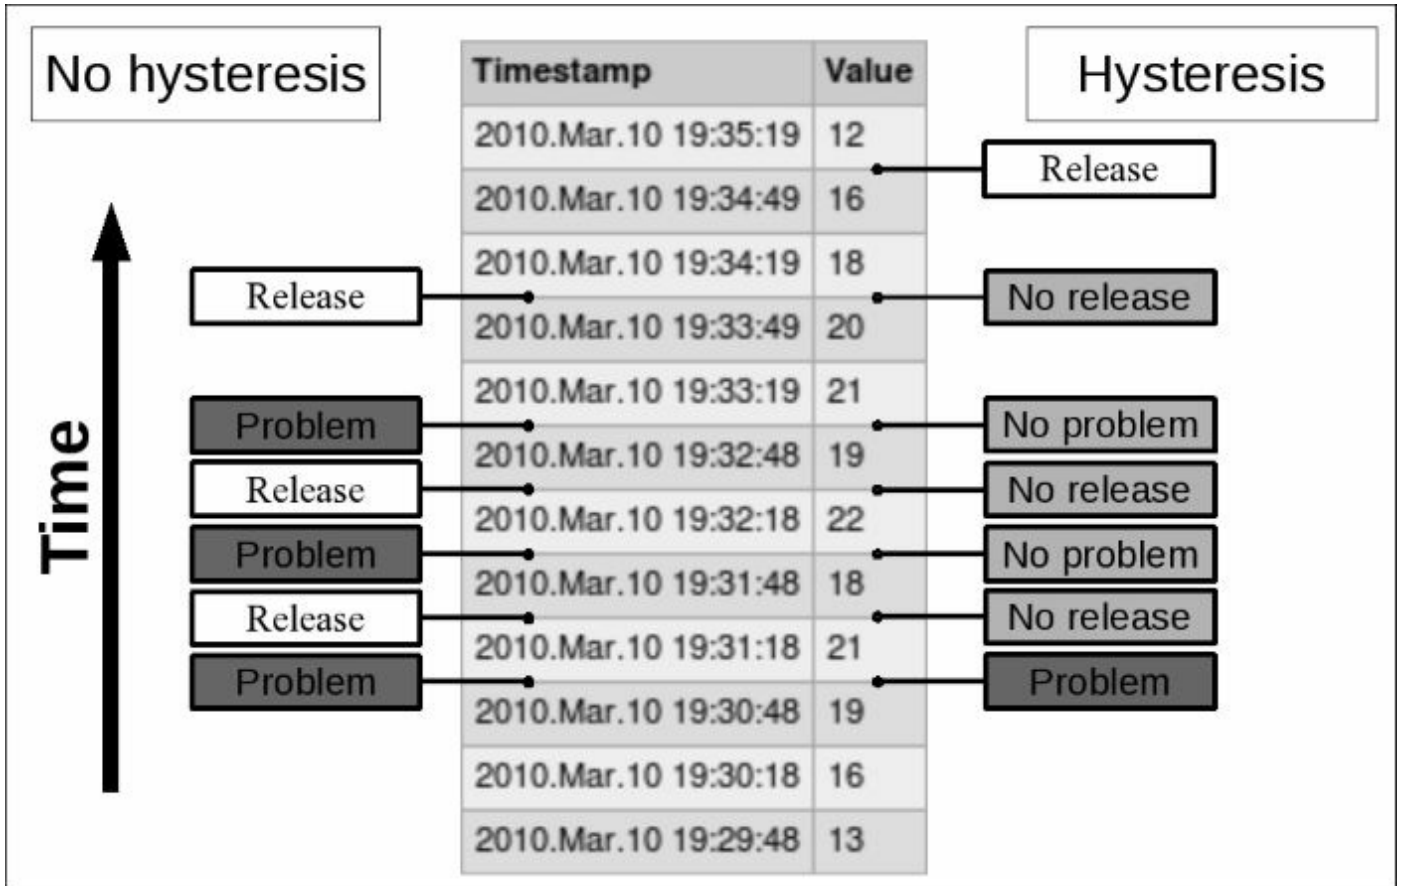 No hysteresis
Hysteresis
Timestamp Value
2010.Mar.10 19:35:19 12
Release
2010.Mar.10 19:34:49 16
2010.Mar.10 19:34:19 18
Release
No release
2010.Mar.10 19:33:49 20
2010.Mar.10 19:33:19 21
Problem
No problem
2010.Mar.10 19:32:48 19
Release
No release
2010.Mar.10 19:32:18 22
Problem
No problem
2010.Mar.10 19:31:48 18
Release
No release
2010.Mar.10 19:31:18 21
Problem
Problem
2010.Mar.10 19:30:48 19
2010.Mar.10 19:30:18 16
2010.Mar.10 19:29:48 13
Time